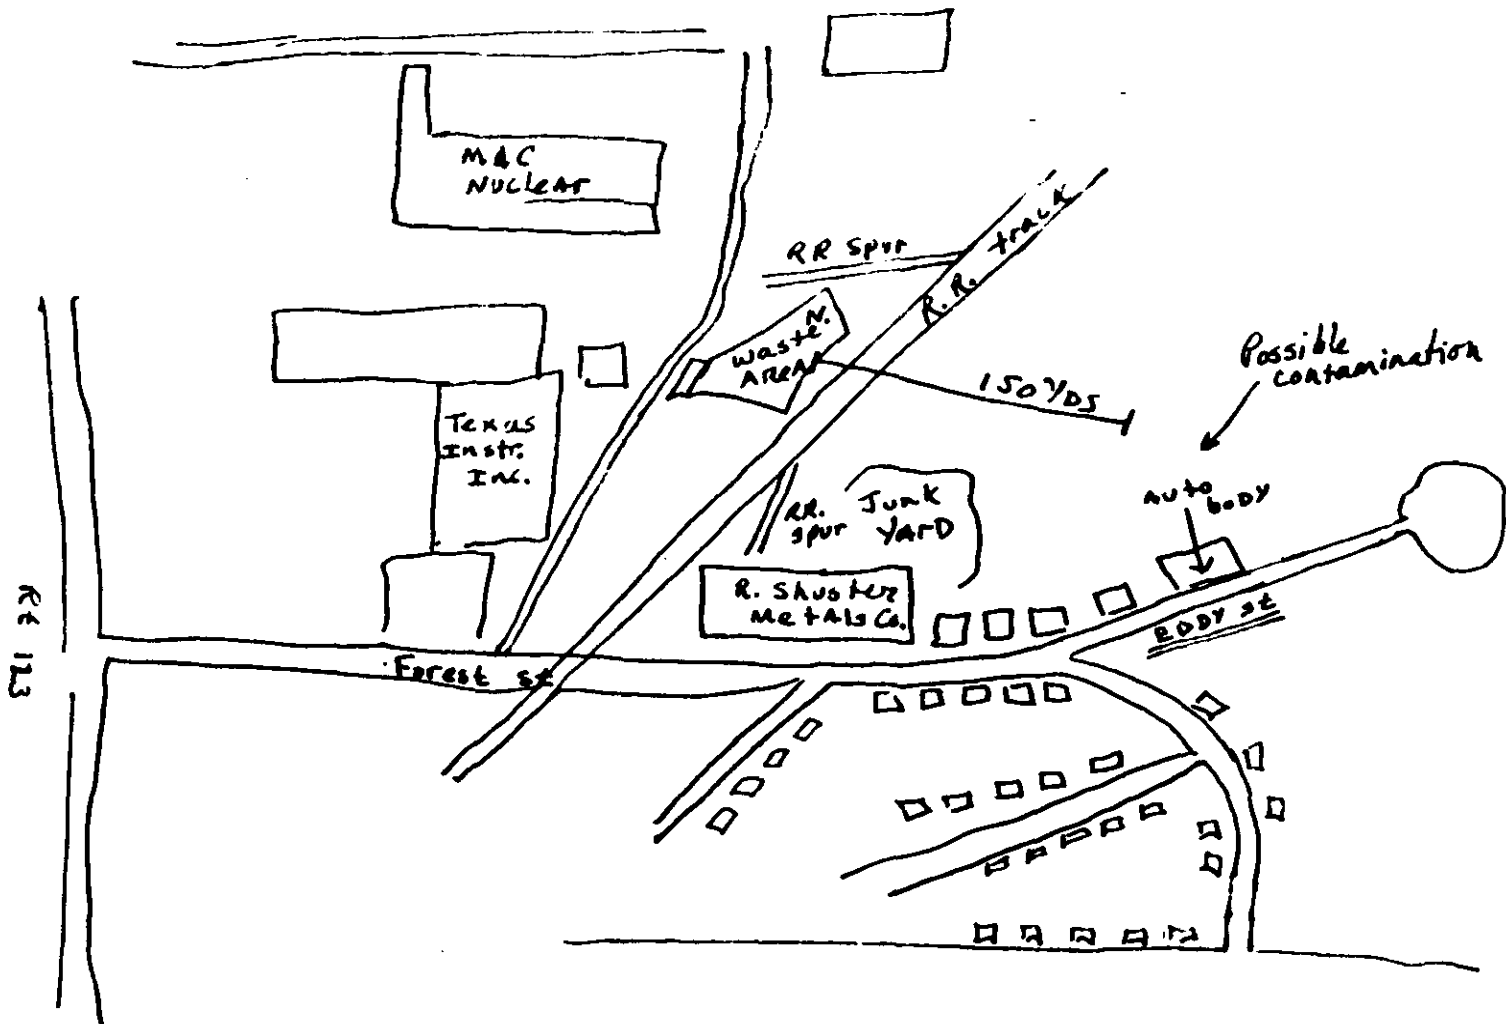 M&C
Nuclear
RR Spur
R.R. track
N.
Waste
AREA
150 YDS
Possible
contamination
Texas
Instr.
Inc.
RR.
Spur
Junk
Yard
Auto
body
R. Shuster
Metals Co.
EDDY St
Forest st
Rt 123